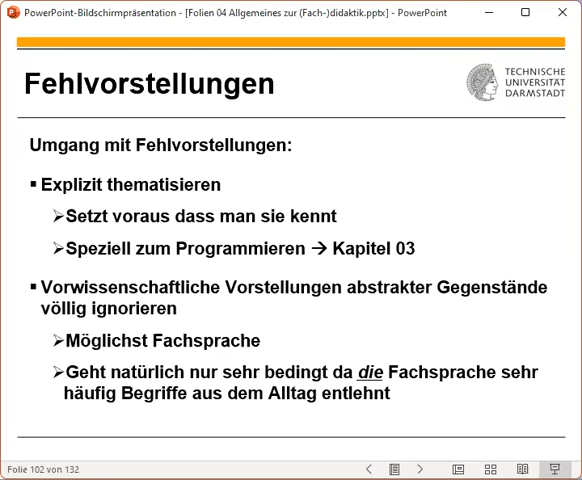 PowerPoint-Bildschirmpräsentation - [Folien 04 Allgemeines zur (Fach-)didaktik.pptx] - PowerPoint
Fehlvorstellungen
TECHNISCHE
UNIVERSITÄT
DARMSTADT
Umgang mit Fehlvorstellungen:
▪ Explizit thematisieren
➢Setzt voraus dass man sie kennt
➢Speziell zum Programmieren → Kapitel 03
▪ Vorwissenschaftliche Vorstellungen abstrakter Gegenstände
völlig ignorieren
➢Möglichst Fachsprache
➢Geht natürlich nur sehr bedingt da die Fachsprache sehr
häufig Begriffe aus dem Alltag entlehnt
Folie 102 von 132